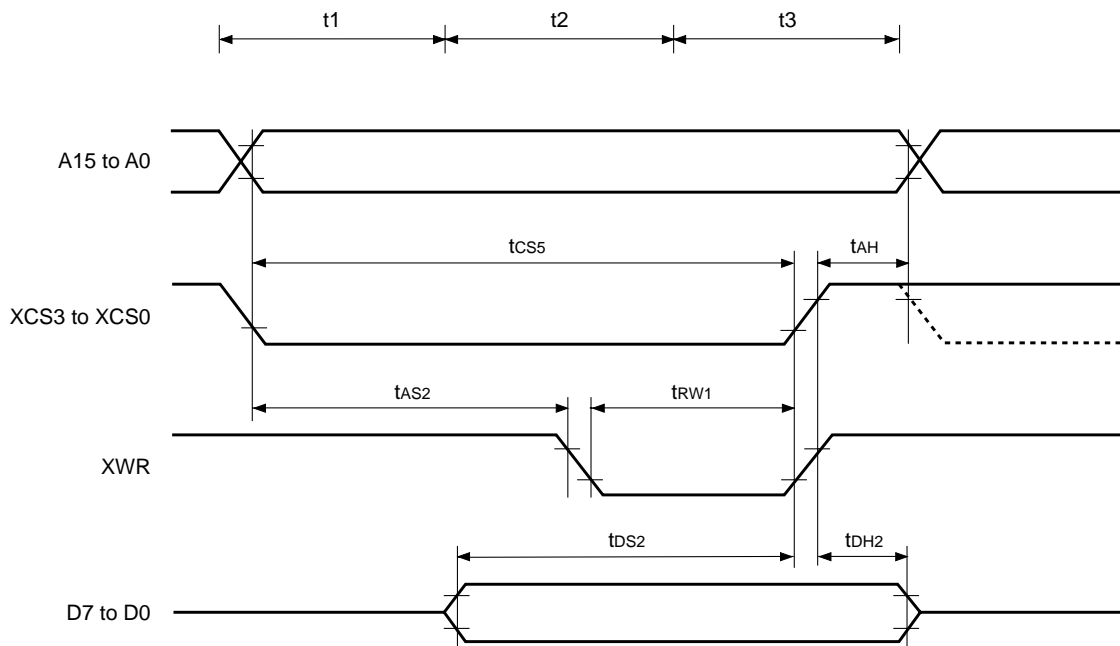 t1 t2 t3
A15 to A0
tCS5 tAH
XCS3 to XCS0
tAS2 tRW1
XWR
tDS2 tDH2
D7 to D0